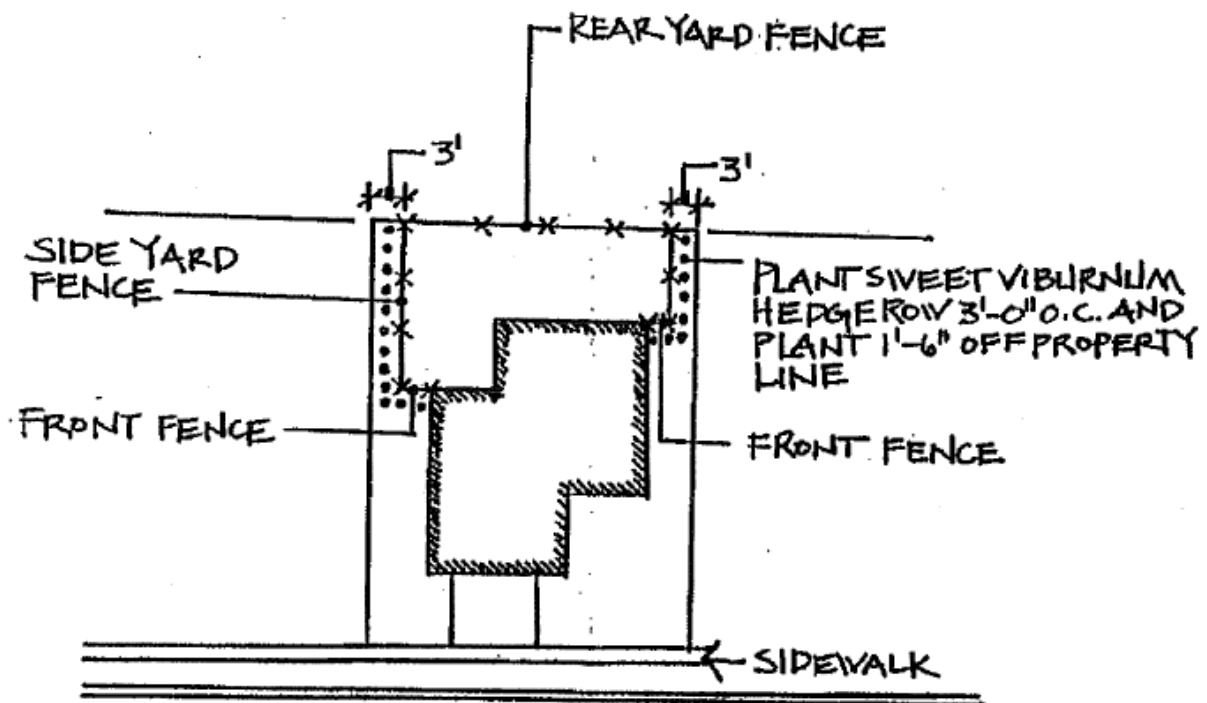 REAR YARD FENCE
3'
3'
SIDE YARD
FENCE
PLANT SWEET VIBURNUM
HEDGEROW 3'-0" O.C. AND
PLANT 1'-6" OFF PROPERTY
LINE
FRONT FENCE
FRONT FENCE
SIDEWALK